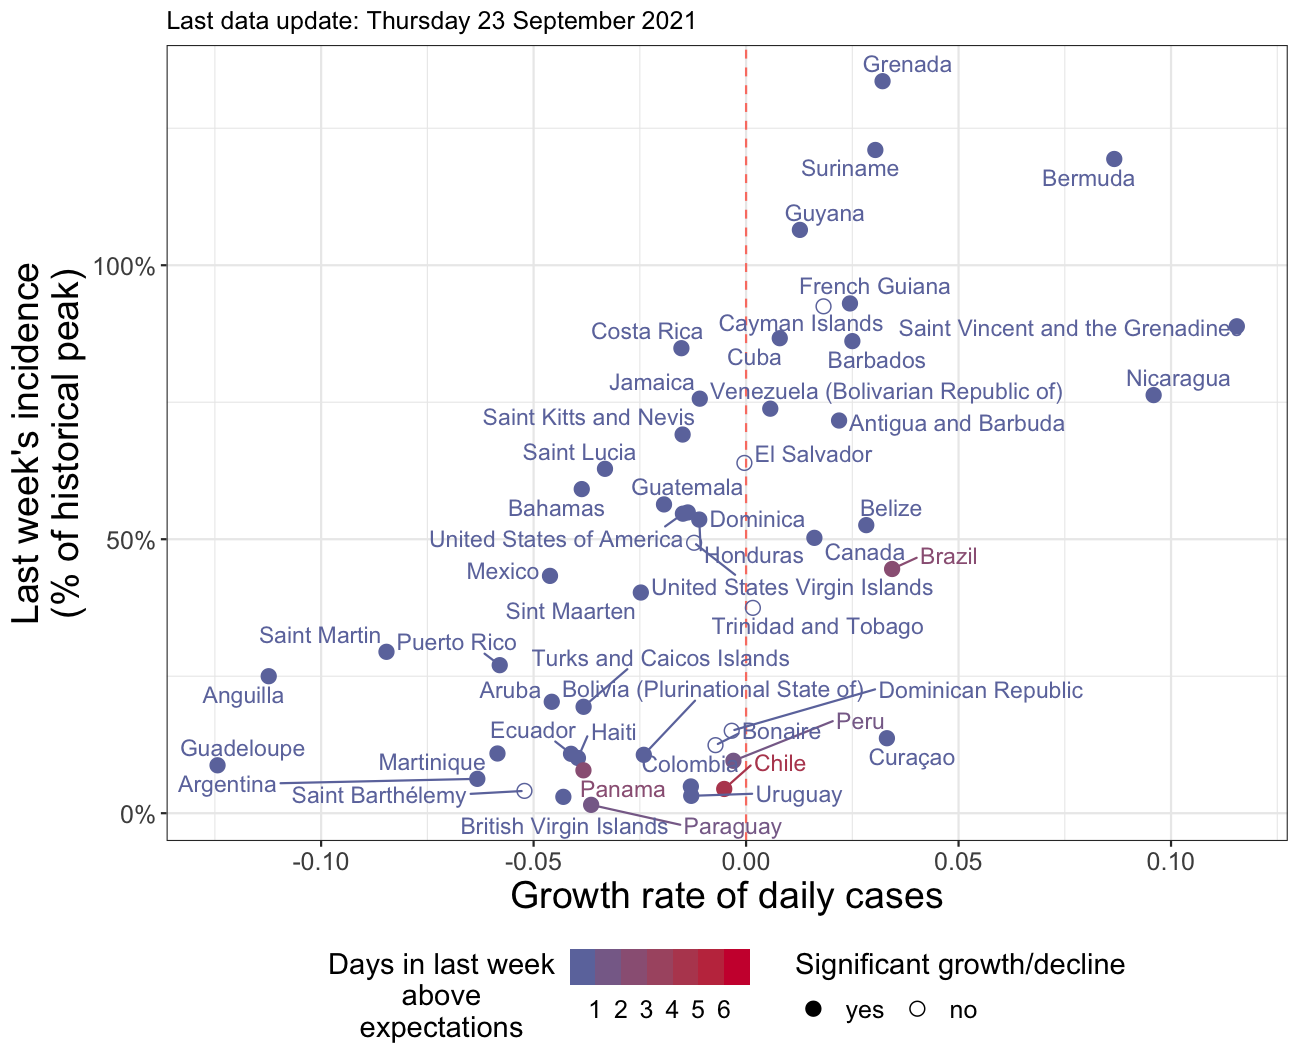 Last data update: Thursday 23 September 2021
Last week's incidence
(% of historical peak)
100%
50%
0%
Grenada
Suriname
Bermuda
Guyana
French Guiana
Cayman Islands
Saint Vincent and the Grenadines
Costa Rica
Cuba
Barbados
Jamaica
Venezuela (Bolivarian Republic of)
Nicaragua
Saint Kitts and Nevis
Antigua and Barbuda
Saint Lucia
El Salvador
Guatemala
Bahamas
Dominica
Belize
United States of America
Honduras
Canada
Brazil
Mexico
United States Virgin Islands
Sint Maarten
Trinidad and Tobago
Saint Martin
Puerto Rico
Turks and Caicos Islands
Anguilla
Aruba
Bolivia (Plurinational State of)
Dominican Republic
Ecuador
Haiti
Bonaire
Peru
Guadeloupe
Martinique
Colombia
Chile
Curaçao
Argentina
Saint Barthélemy
Panama
Uruguay
British Virgin Islands
Paraguay
-0.10 -0.05 0.00 0.05 0.10
Growth rate of daily cases
Days in last week
above
expectations
1 2 3 4 5 6
Significant growth/decline
yes no